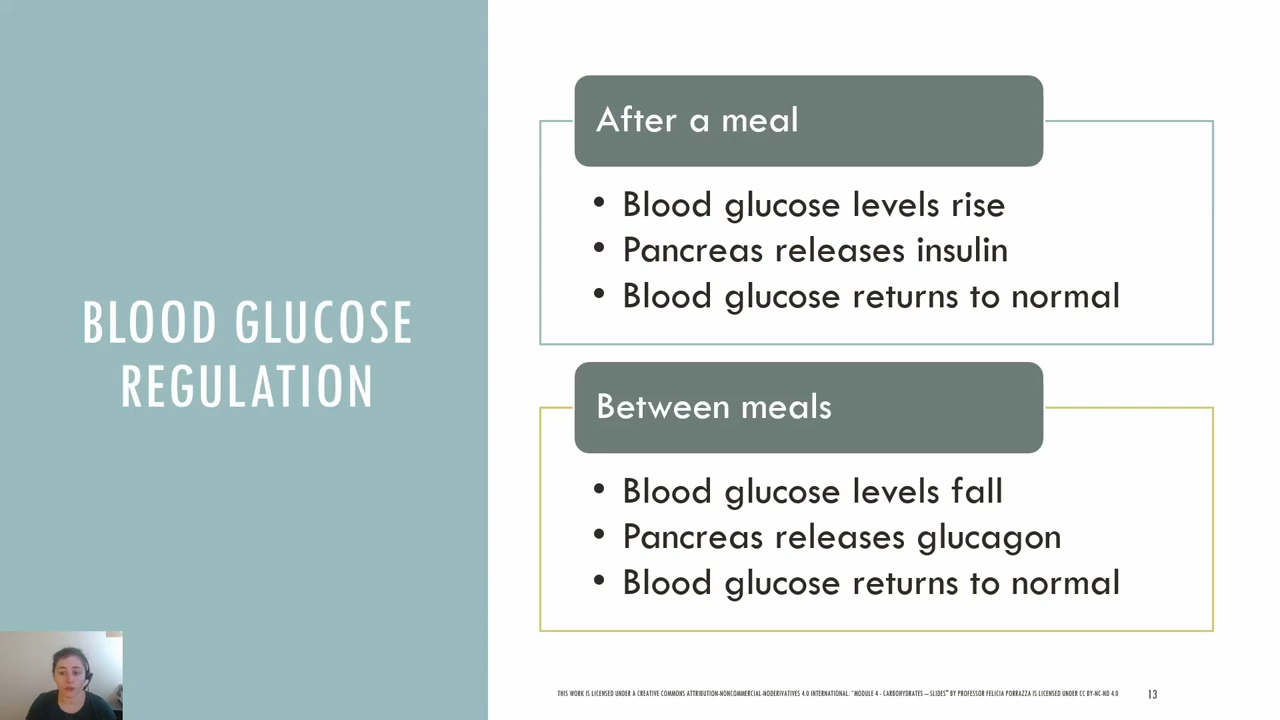 BLOOD GLUCOSE
REGULATION
After a meal
• Blood glucose levels rise
• Pancreas releases insulin
• Blood glucose returns to normal
Between meals
• Blood glucose levels fall
• Pancreas releases glucagon
• Blood glucose returns to normal
THIS WORK IS LICENSED UNDER A CREATIVE COMMONS ATTRIBUTION-NONCOMMERCIAL-NODERIVATIVES 4.0 INTERNATIONAL. "MODULE 4 - CARBOHYDRATES – SLIDES" BY PROFESSOR FELICIA PORRAZZA IS LICENSED UNDER CC BY-NC-ND 4.0
13